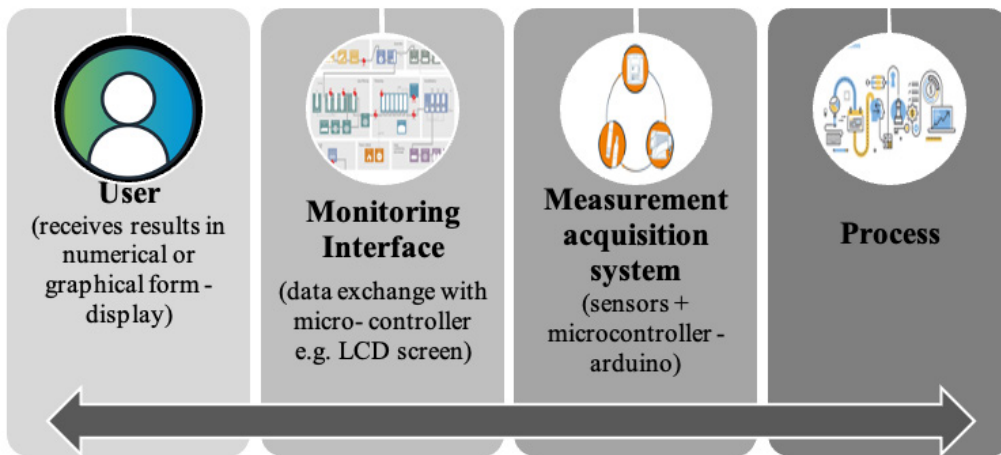 User
(receives results in
numerical or
graphical form -
display)
Monitoring
Interface
(data exchange with
micro- controller
e.g. LCD screen)
Measurement
acquisition
system
(sensors +
microcontroller -
arduino)
Process